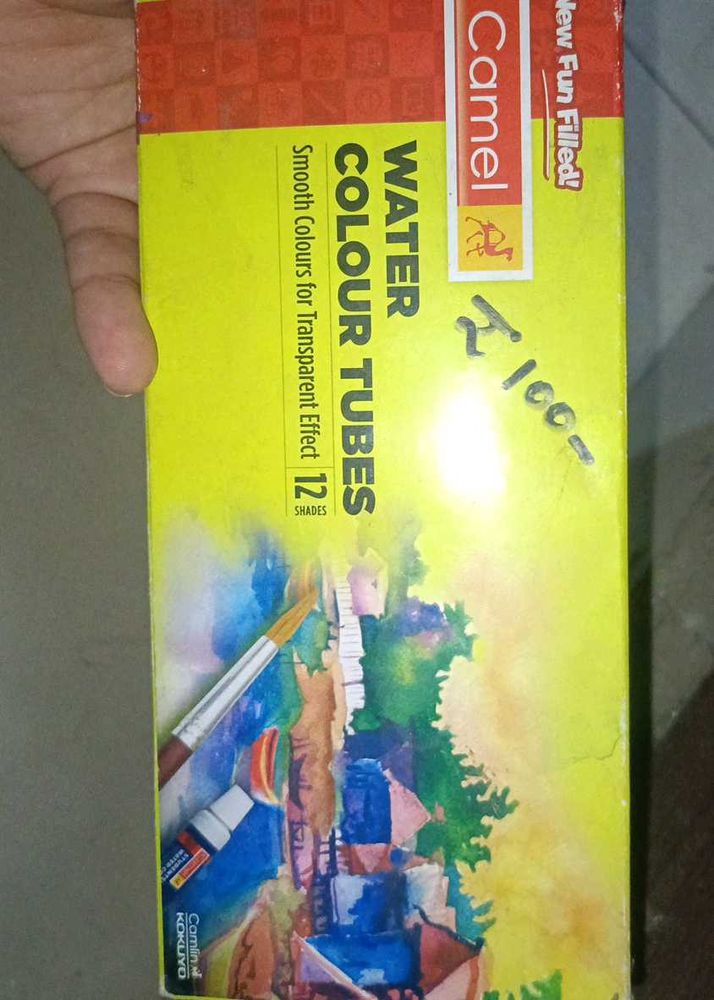 New Fun Filled!
Camel
100-
WATER
COLOUR TUBES
Smooth Colours for Transparent Effect
12
SHADES
Camlin
KOKUYO